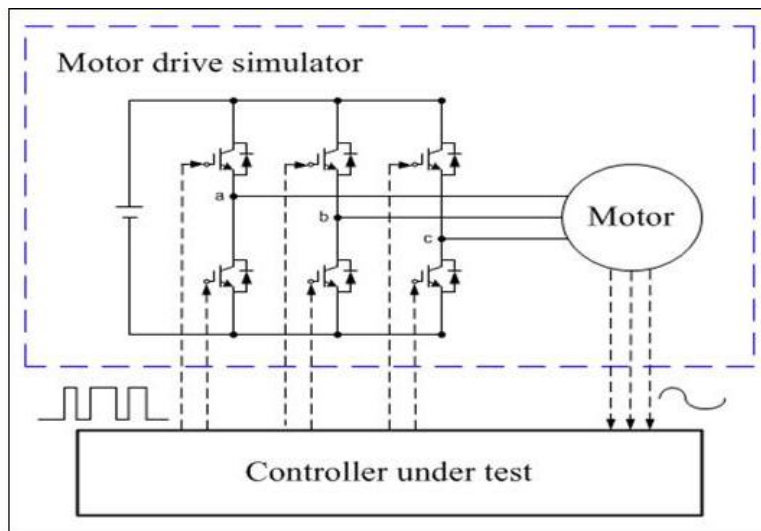 Motor drive simulator
a
b
c
Motor
Controller under test